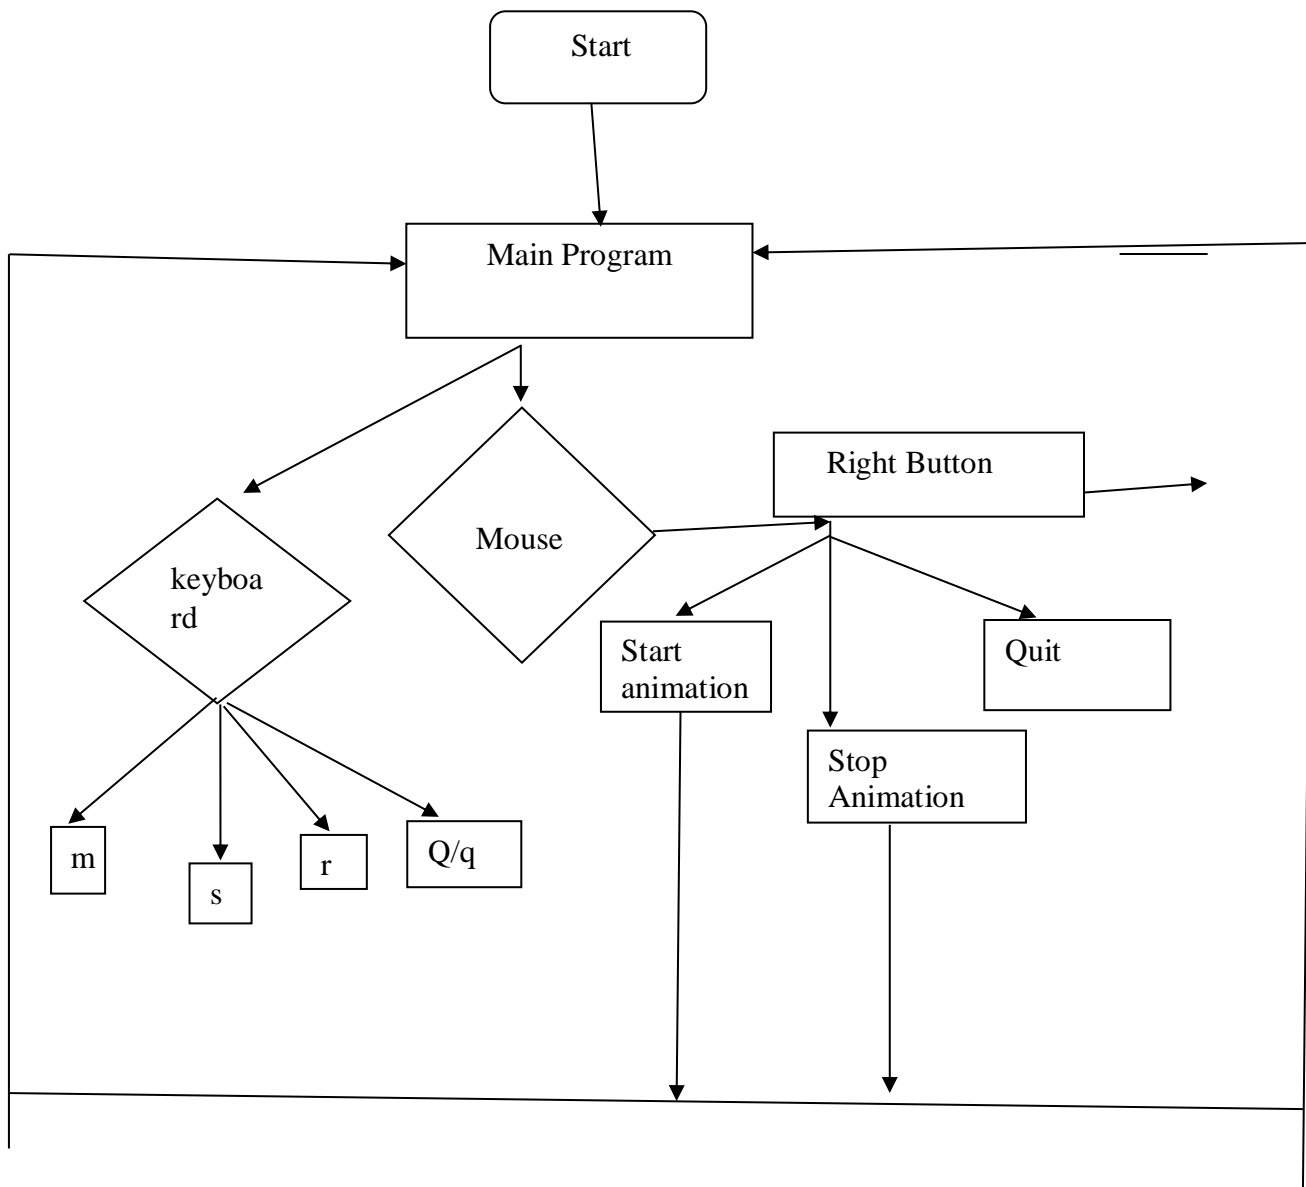 Start
Main Program
Right Button
Mouse
keyboa
rd
Start
animation
Quit
Stop
Animation
m
s
r
Q/q